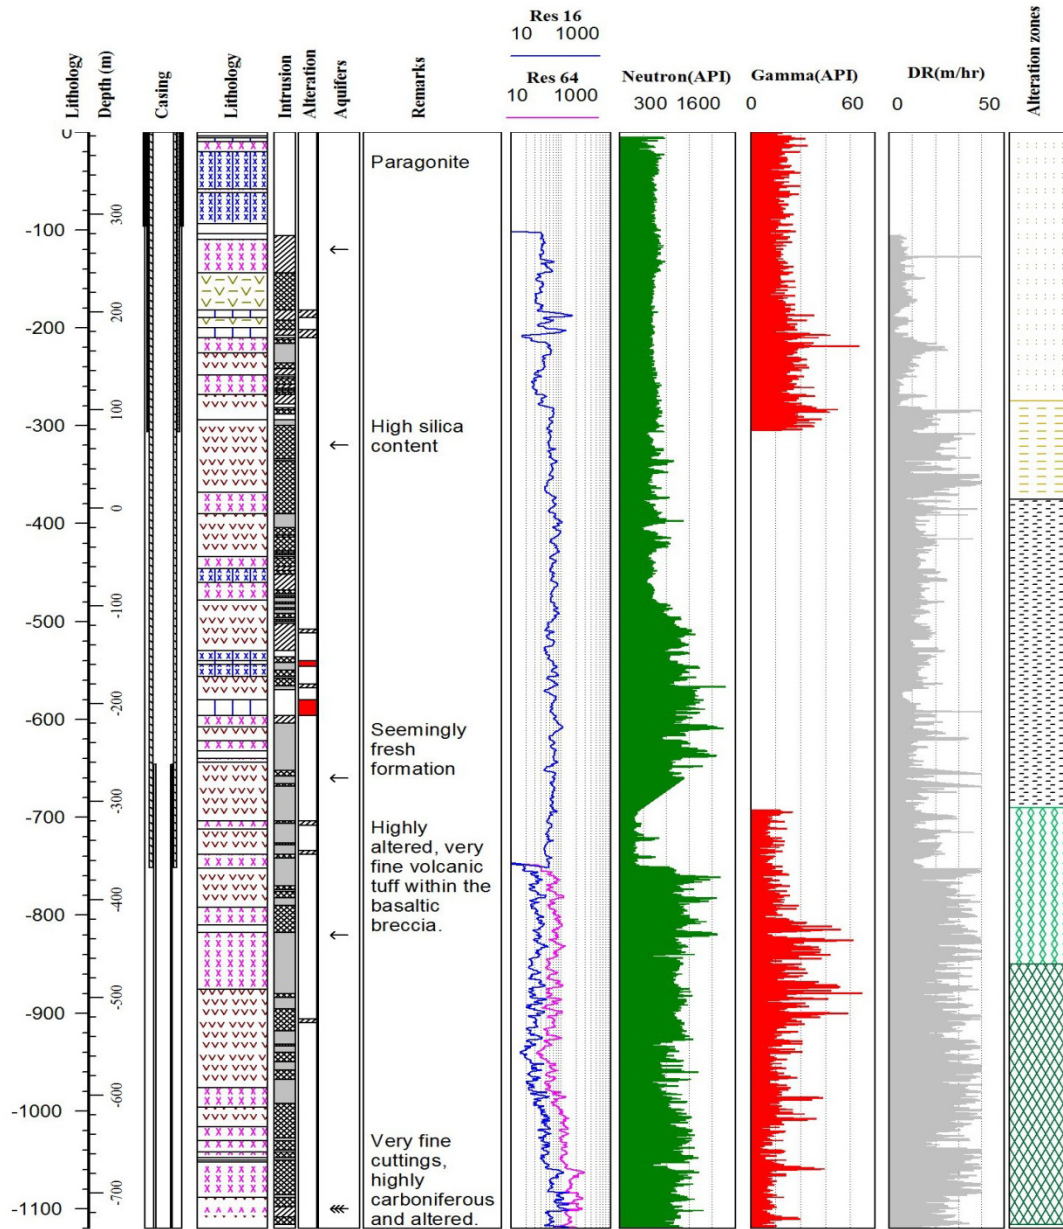 Res 16
10 1000
Res 64
10 1000
Lithology
Depth (m)
Casing
Lithology
Intrusion
Alteration
Aquifers
Remarks
Neutron(API)
300 1600
Gamma(API)
0 60
DR(m/hr)
0 50
Alteration zones
0
-100
-200
-300
-400
-500
-600
-700
-800
-900
-1000
-1100
300
200
100
0
-100
-200
-300
-400
-500
-600
-700
Paragonite
High silica
content
Seemingly
fresh
formation
Highly
altered, very
fine volcanic
tuff within the
basaltic
breccia.
Very fine
cuttings,
highly
carboniferous
and altered.